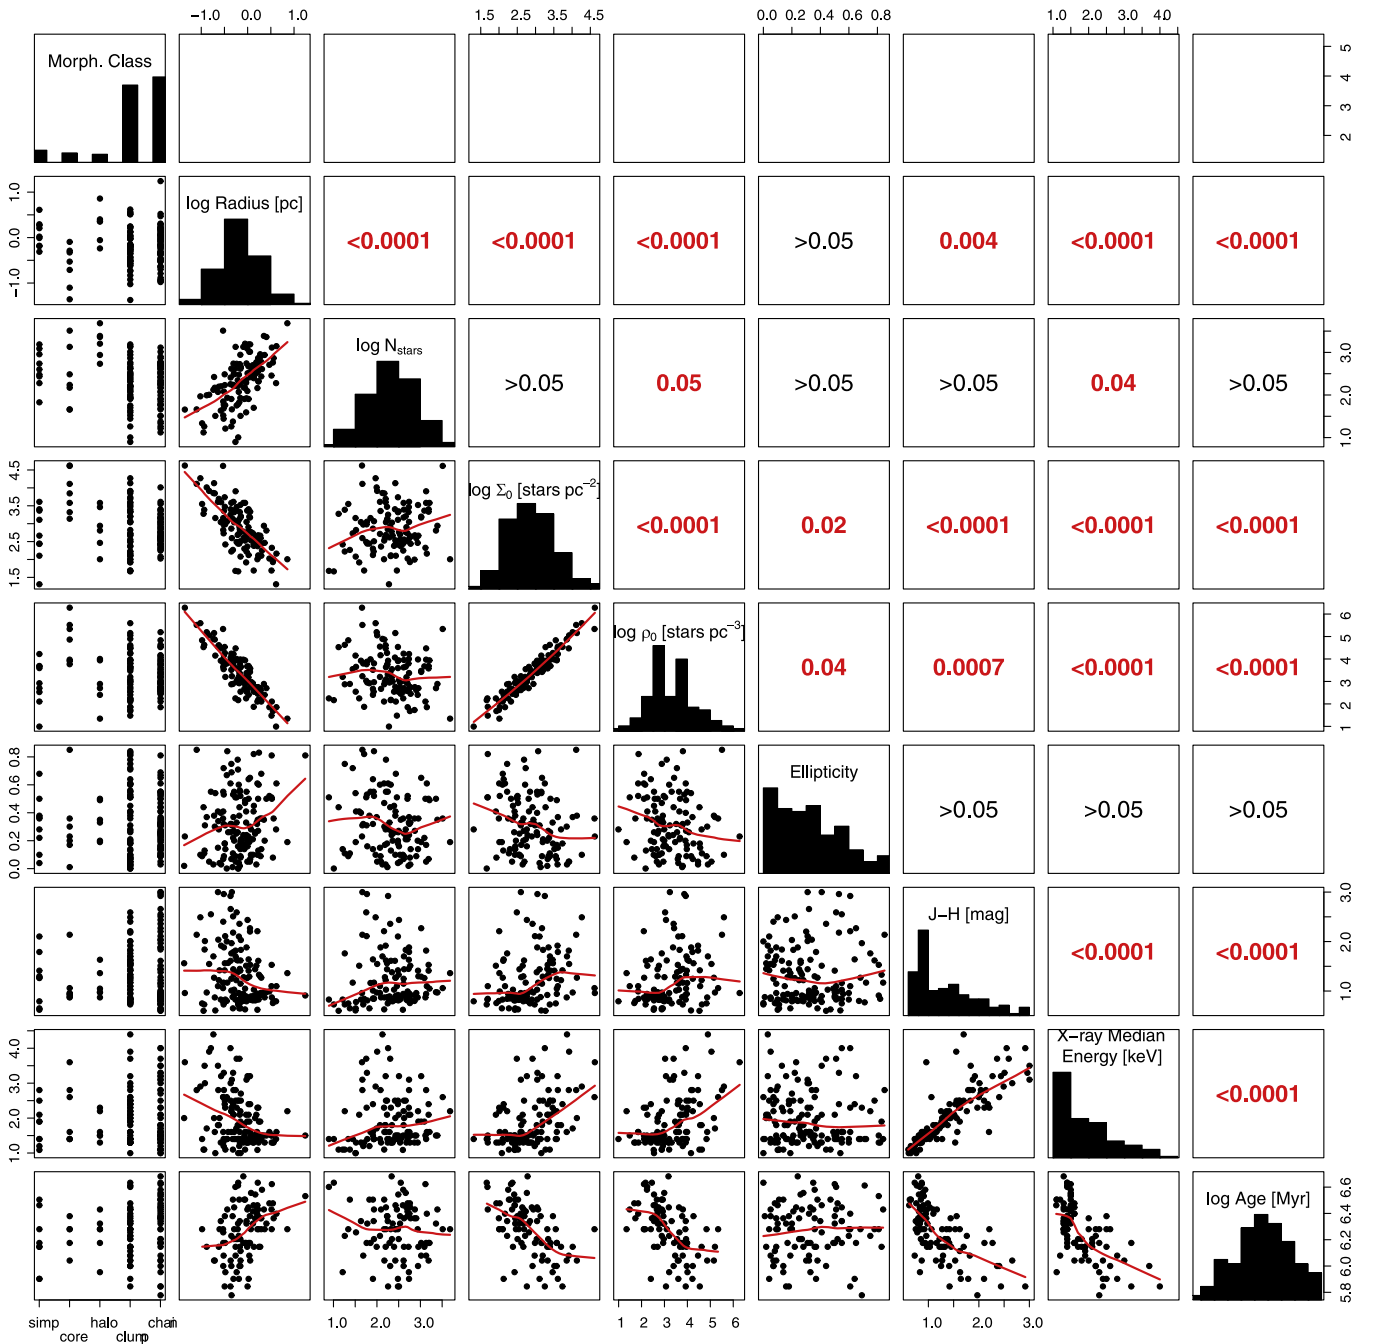 −1.0 0.0 1.0 1.5 2.5 3.5 4.5 0.0 0.2 0.4 0.6 0.8 1.0 2.0 3.0 4.0
Morph. Class
2 3 4 5
−1.0 0.0 1.0
log Radius [pc]
<0.0001 <0.0001 <0.0001 >0.05 0.004 <0.0001 <0.0001
log Nstars
>0.05 0.05 >0.05 >0.05 0.04 >0.05
1.0 2.0 3.0
1.5 2.5 3.5 4.5
log Σ0 [stars pc−2]
<0.0001 0.02 <0.0001 <0.0001 <0.0001
log ρ0 [stars pc−3]
0.04 0.0007 <0.0001 <0.0001
1 2 3 4 6
0.0 0.2 0.4 0.6 0.8
Ellipticity
>0.05 >0.05 >0.05
J−H [mag]
<0.0001 <0.0001
1.0 2.0 3.0
1.0 2.0 3.0 4.0
X−ray Median
Energy [keV]
<0.0001
log Age [Myr]
5.8 6.0 6.2 6.4 6.6
simp halo
core clump
1.0 2.0 3.0 1 2 3 4 5 6 1.0 2.0 3.0